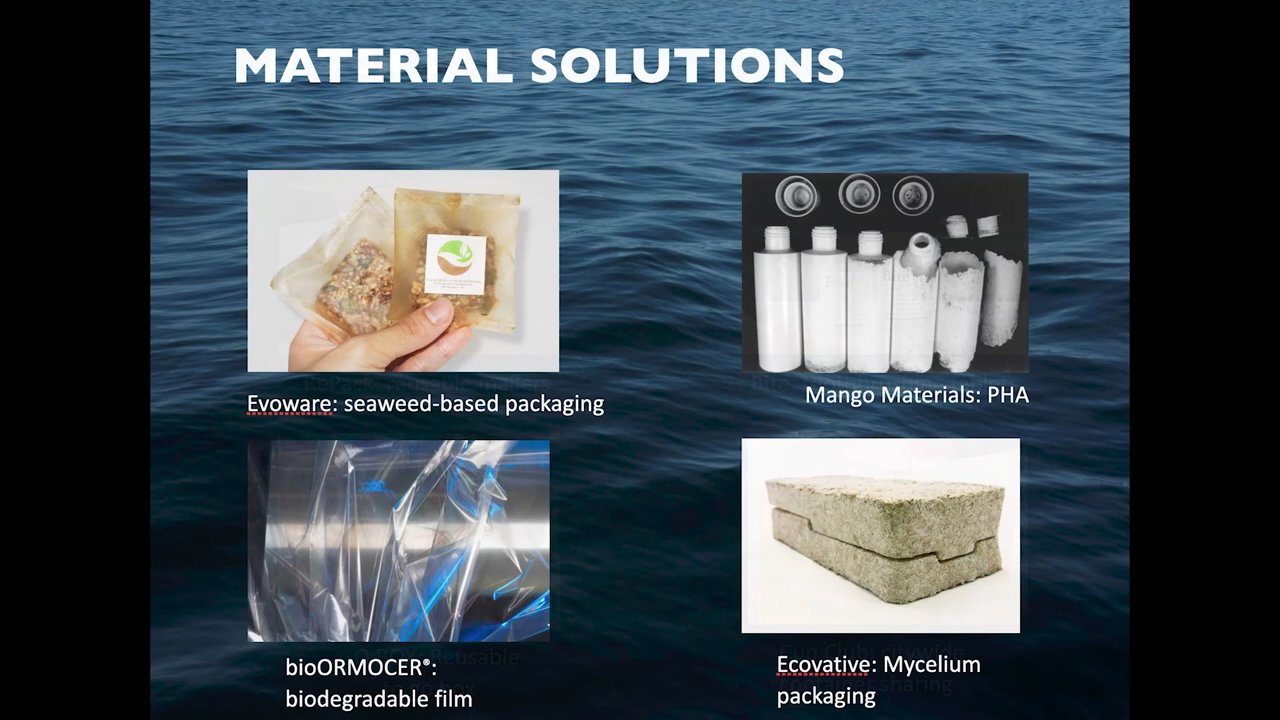 MATERIAL SOLUTIONS
Evoware: seaweed-based packaging
Mango Materials: PHA
bioORMOCER®:
biodegradable film
Ecovative: Mycelium
packaging